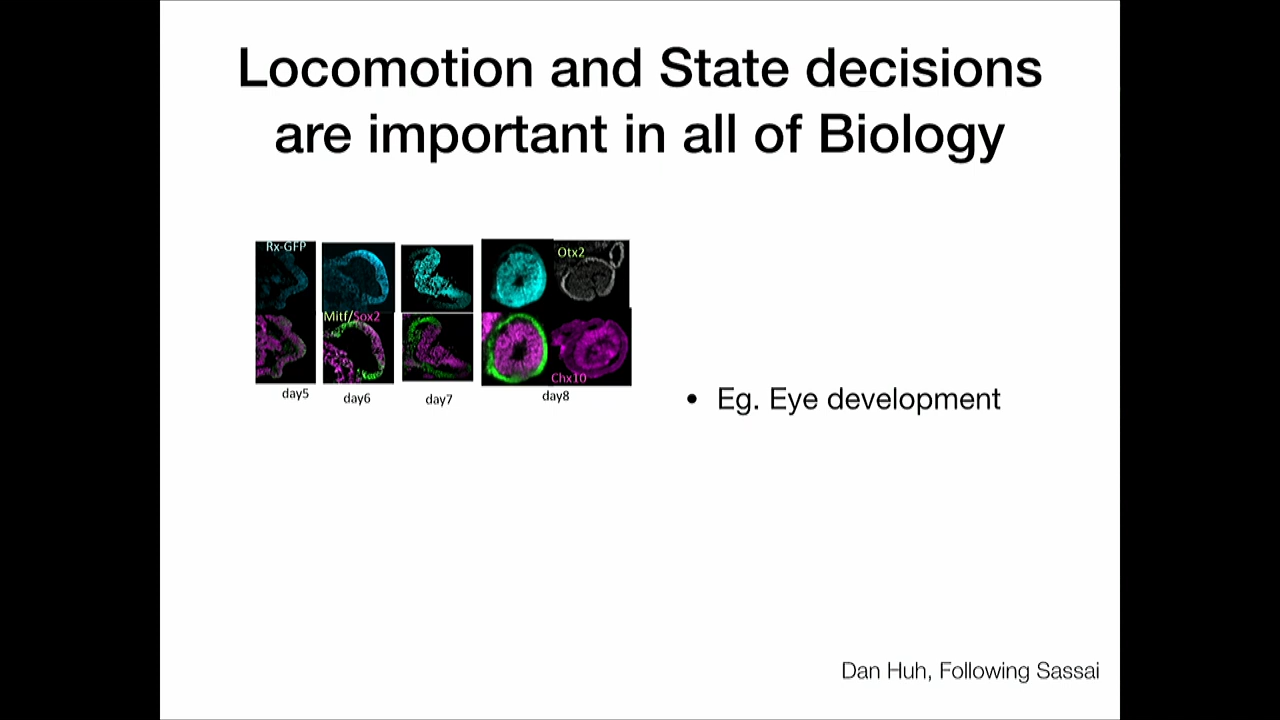 Locomotion and State decisions
are important in all of Biology
Rx-GFP
Otx2
Mitf/Sox2
Chx10
day5
day6
day7
day8
• Eg. Eye development
Dan Huh, Following Sassai